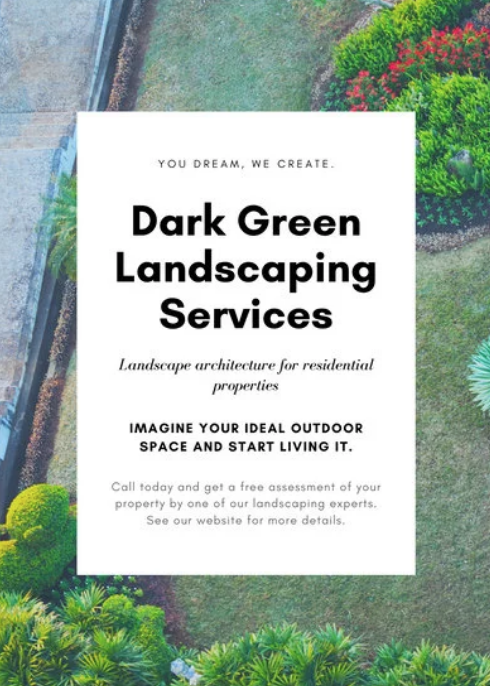 YOU DREAM, WE CREATE.
Dark Green
Landscaping
Services
Landscape architecture for residential
properties
IMAGINE YOUR IDEAL OUTDOOR
SPACE AND START LIVING IT.
Call today and get a free assessment of your
property by one of our landscaping experts.
See our website for more details.